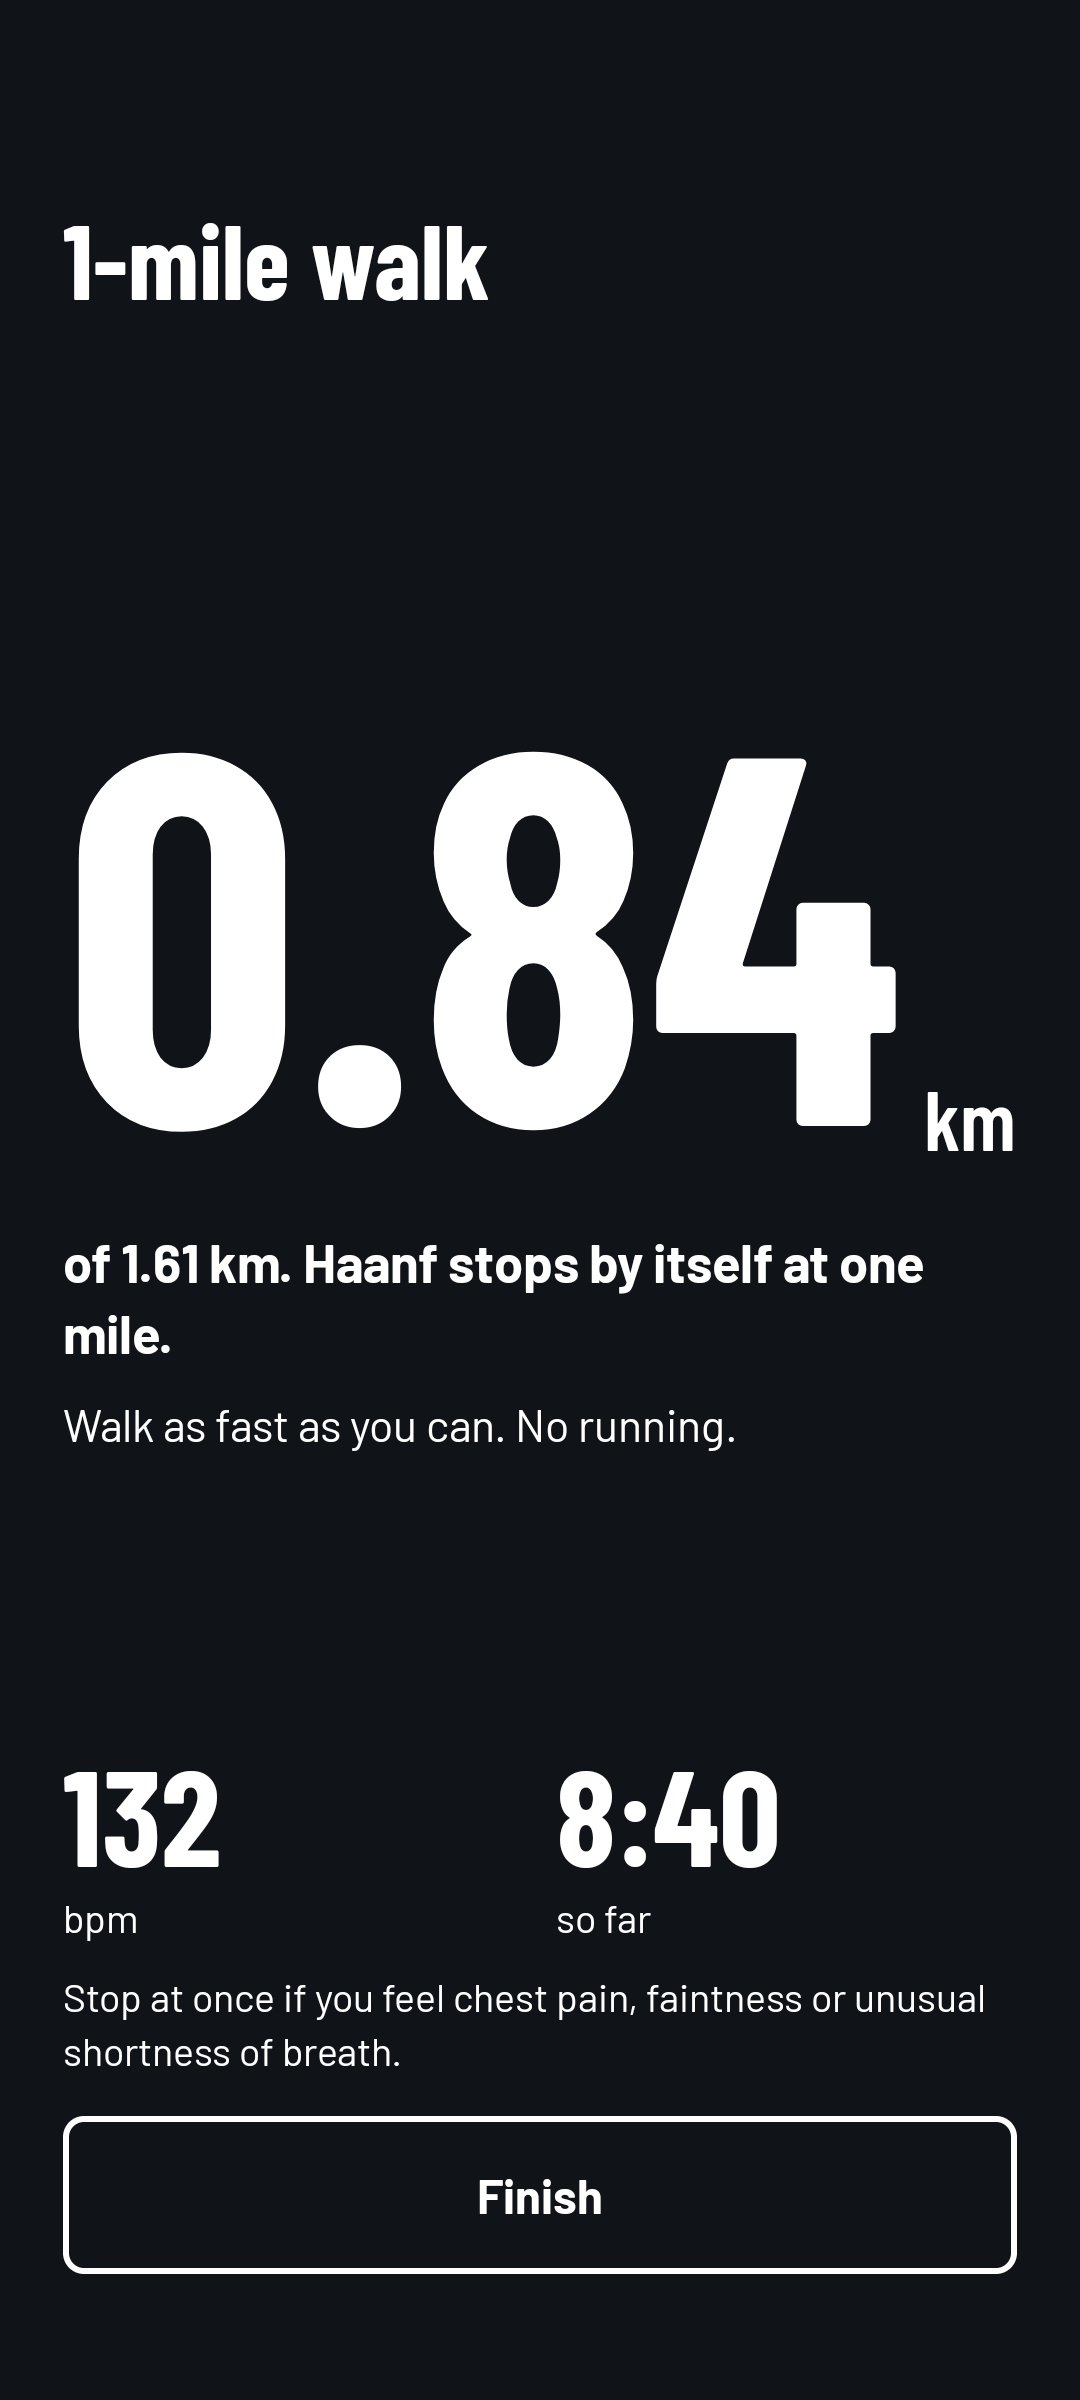 1-mile walk
0.84 km
of 1.61 km. Haanf stops by itself at one
mile.
Walk as fast as you can. No running.
132
bpm
8:40
so far
Stop at once if you feel chest pain, faintness or unusual
shortness of breath.
Finish